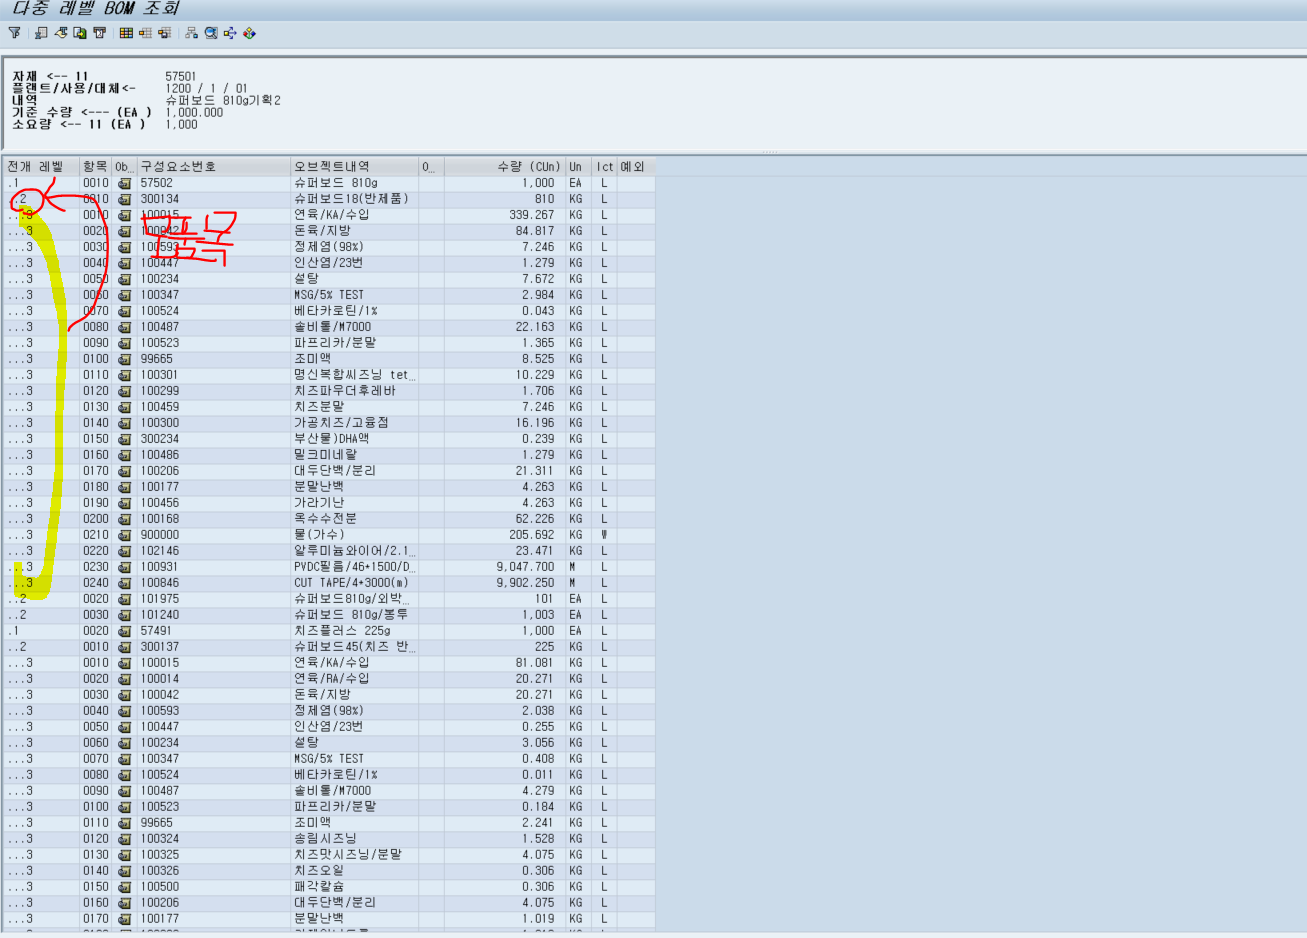 다중 레벨 BOM 조회
자재 <-- 11 57501
플랜트/사용/대체<- 1200 / 1 / 01
내역 슈퍼보드 810g기획2
기준 수량 <--- (EA ) 1,000.000
소요량 <-- 11 (EA ) 1,000
전개 레벨 항목 Ob… 구성요소번호 오브젝트내역 O… 수량 (CUn) Un Ict 예외
.1 0010 57502 슈퍼보드 810g 1,000 EA L
..2 0010 300134 슈퍼보드18(반제품) 810 KG L
...3 0010 100015 연육/KA/수입 339.267 KG L
...3 0020 100042 돈육/지방 84.817 KG L
품목
...3 0030 100593 정제염(98%) 7.246 KG L
...3 0040 100447 인산염/23번 1.279 KG L
...3 0050 100234 설탕 7.672 KG L
...3 0060 100347 MSG/5% TEST 2.984 KG L
...3 0070 100524 베타카로틴/1% 0.043 KG L
...3 0080 100487 솔비톨/M7000 22.163 KG L
...3 0090 100523 파프리카/분말 1.365 KG L
...3 0100 99665 조미액 8.525 KG L
...3 0110 100301 명신복합씨즈닝 tet… 10.229 KG L
...3 0120 100299 치즈파우더후레바 1.706 KG L
...3 0130 100459 치즈분말 7.246 KG L
...3 0140 100300 가공치즈/고융점 16.196 KG L
...3 0150 300234 부산물)DHA액 0.239 KG L
...3 0160 100486 밀크미네랄 1.279 KG L
...3 0170 100206 대두단백/분리 21.311 KG L
...3 0180 100177 분말난백 4.263 KG L
...3 0190 100456 가라기난 4.263 KG L
...3 0200 100168 옥수수전분 62.226 KG L
...3 0210 900000 물(가수) 205.692 KG W
...3 0220 102146 알루미늄와이어/2.1… 23.471 KG L
...3 0230 100931 PVDC필름/46*1500/D… 9,047.700 M L
...3 0240 100846 CUT TAPE/4*3000(m) 9,902.250 M L
..2 0020 101975 슈퍼보드810g/외박… 101 EA L
..2 0030 101240 슈퍼보드 810g/봉투 1,003 EA L
.1 0020 57491 치즈플러스 225g 1,000 EA L
..2 0010 300137 슈퍼보드45(치즈 반… 225 KG L
...3 0010 100015 연육/KA/수입 81.081 KG L
...3 0020 100014 연육/RA/수입 20.271 KG L
...3 0030 100042 돈육/지방 20.271 KG L
...3 0040 100593 정제염(98%) 2.038 KG L
...3 0050 100447 인산염/23번 0.255 KG L
...3 0060 100234 설탕 3.056 KG L
...3 0070 100347 MSG/5% TEST 0.408 KG L
...3 0080 100524 베타카로틴/1% 0.011 KG L
...3 0090 100487 솔비톨/M7000 4.279 KG L
...3 0100 100523 파프리카/분말 0.184 KG L
...3 0110 99665 조미액 2.241 KG L
...3 0120 100324 송림시즈닝 1.528 KG L
...3 0130 100325 치즈맛시즈닝/분말 4.075 KG L
...3 0140 100326 치즈오일 0.306 KG L
...3 0150 100500 패각칼슘 0.306 KG L
...3 0160 100206 대두단백/분리 4.075 KG L
...3 0170 100177 분말난백 1.019 KG L